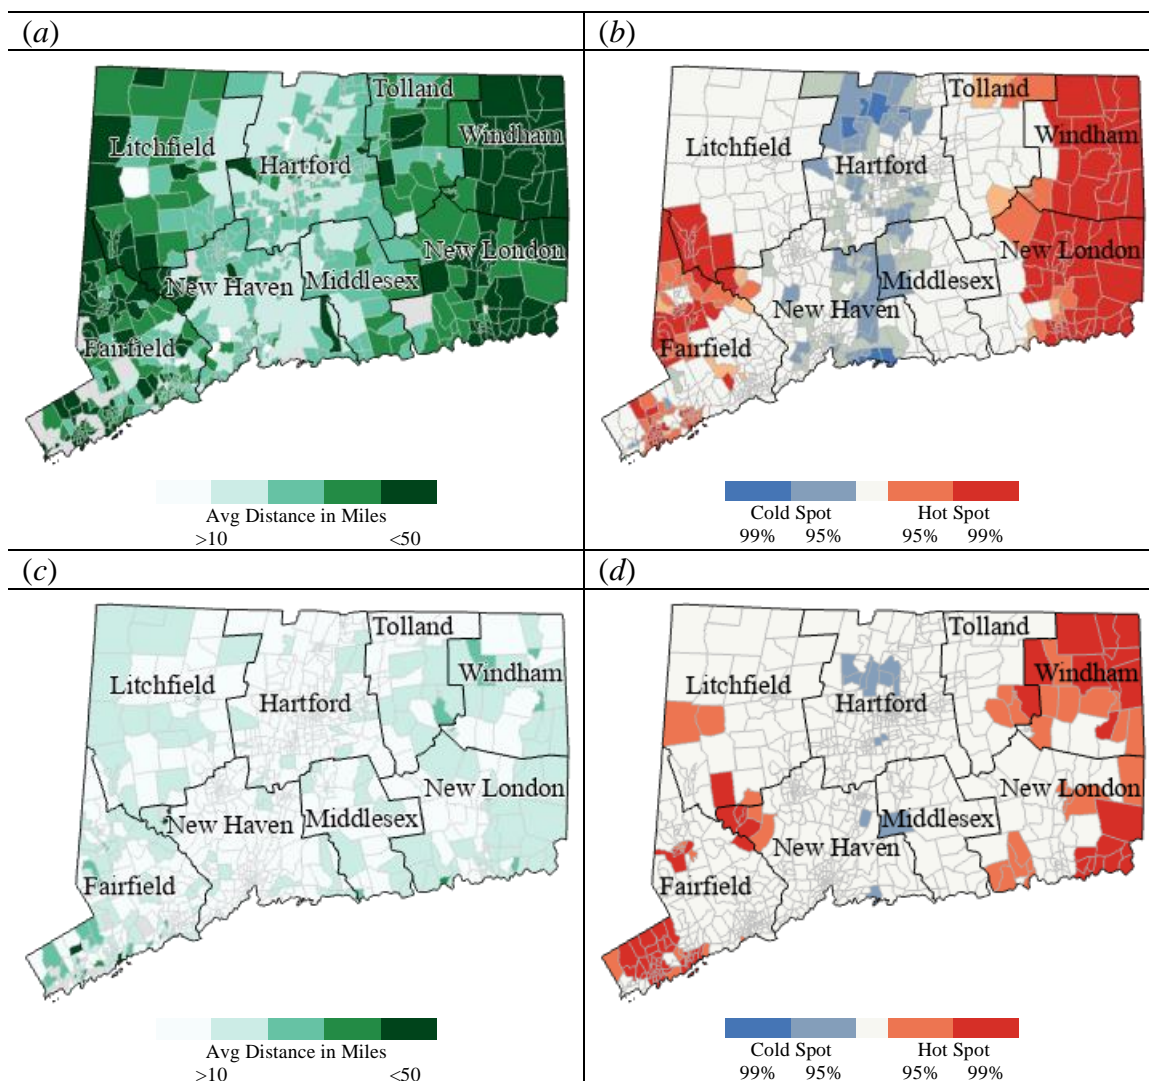 (a)
(b)
Tolland
Litchfield
Windham
Hartford
New London
New Haven
Middlesex
Fairfield
Avg Distance in Miles
>10 <50
Tolland
Litchfield
Windham
Hartford
New London
New Haven
Middlesex
Fairfield
Cold Spot Hot Spot
99% 95% 95% 99%
(c)
(d)
Tolland
Litchfield
Windham
Hartford
New London
New Haven
Middlesex
Fairfield
Avg Distance in Miles
>10 <50
Tolland
Litchfield
Windham
Hartford
New London
New Haven
Middlesex
Fairfield
Cold Spot Hot Spot
99% 95% 95% 99%